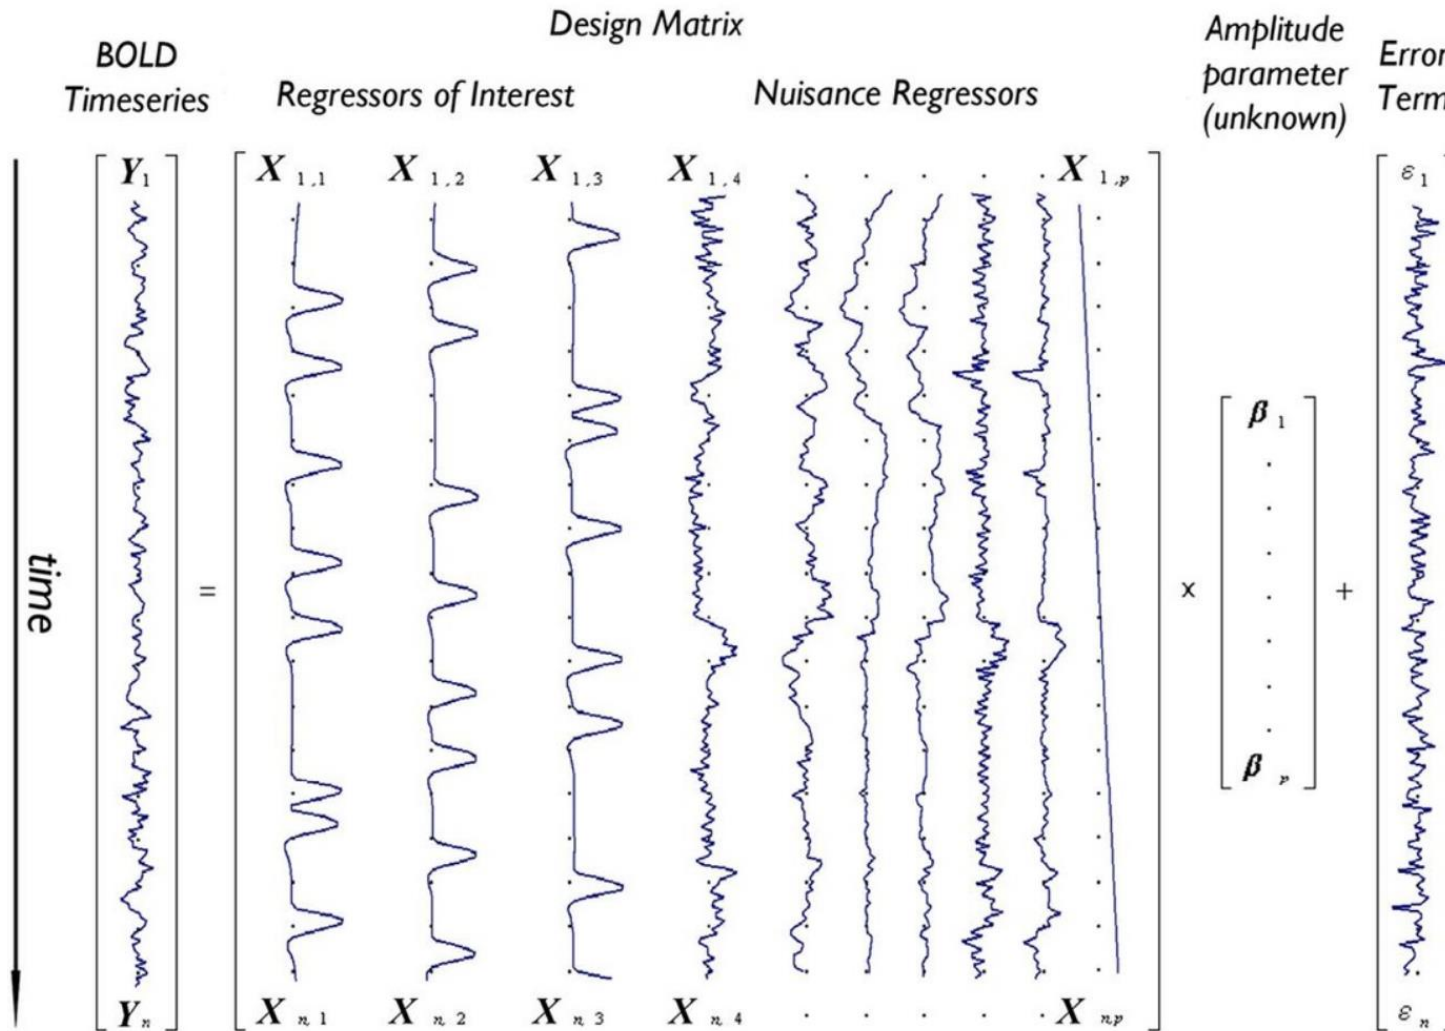 Design Matrix
BOLD
Timeseries
Regressors of Interest
Nuisance Regressors
Amplitude
parameter
(unknown)
Error
Term
time
Y1
X1,1 X1,2 X1,3 X1,4 X1,p
ε1
β1
= x +
βp
Yn
Xn,1 Xn,2 Xn,3 Xn,4 Xn,p
εn